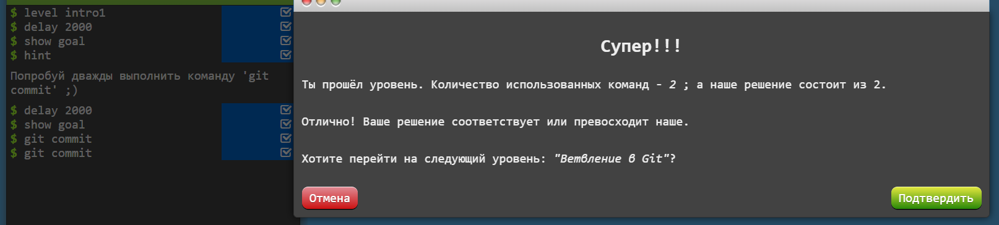 $ level intro1
$ delay 2000
$ show goal
$ hint
Попробуй дважды выполнить команду 'git
commit' ;)
$ delay 2000
$ show goal
$ git commit
$ git commit
Супер!!!
Ты прошёл уровень. Количество использованных команд - 2 ; а наше решение состоит из 2.
Отлично! Ваше решение соответствует или превосходит наше.
Хотите перейти на следующий уровень: "Ветвление в Git"?
Отмена
Подтвердить